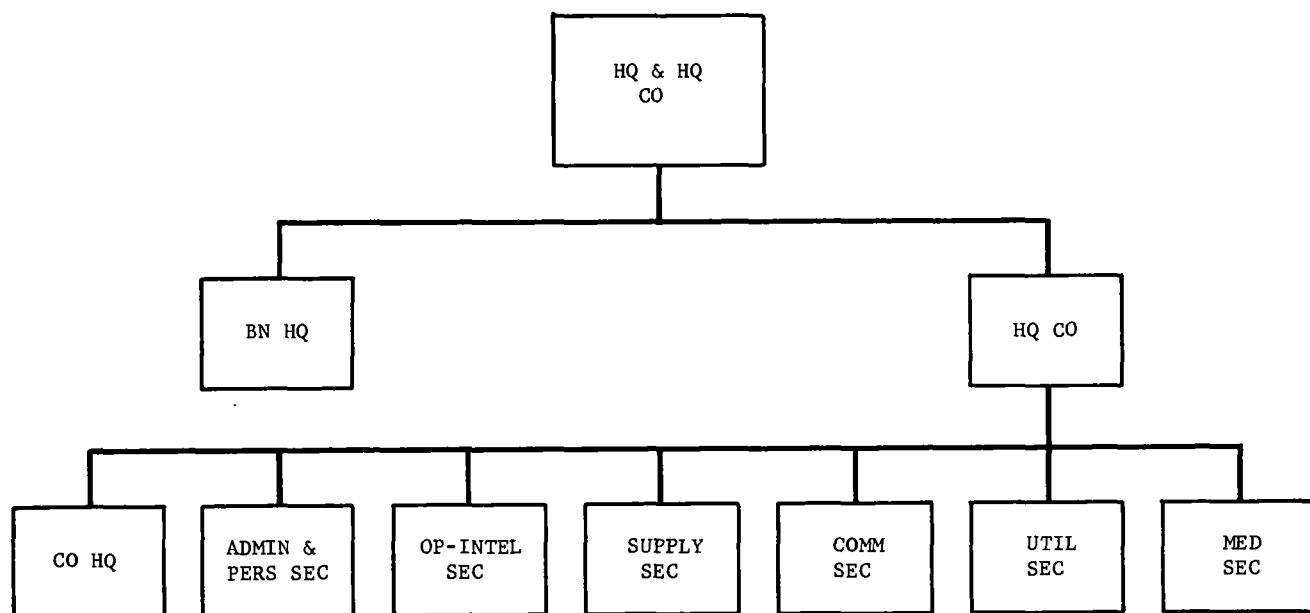 HQ & HQ
CO
BN HQ
HQ CO
CO HQ
ADMIN &
PERS SEC
OP-INTEL
SEC
SUPPLY
SEC
COMM
SEC
UTIL
SEC
MED
SEC